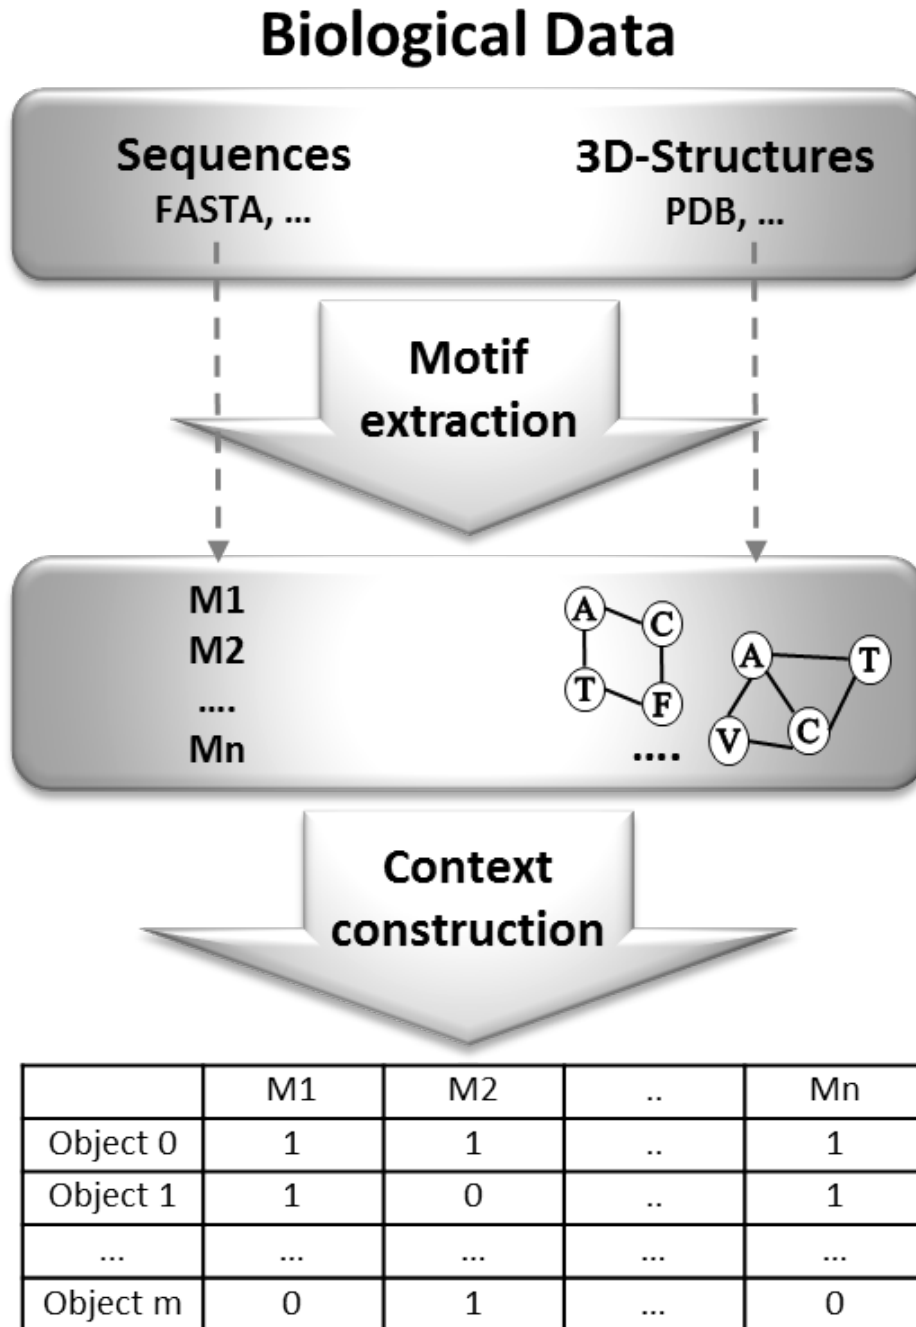 Biological Data
Sequences 3D-Structures
FASTA, ... PDB, ...
Motif
extraction
M1
M2
....
Mn
A C
T F
A T
V C
....
Context
construction
M1 M2 .. Mn
Object 0 1 1 .. 1
Object 1 1 0 .. 1
... ... ... ... ...
Object m 0 1 ... 0